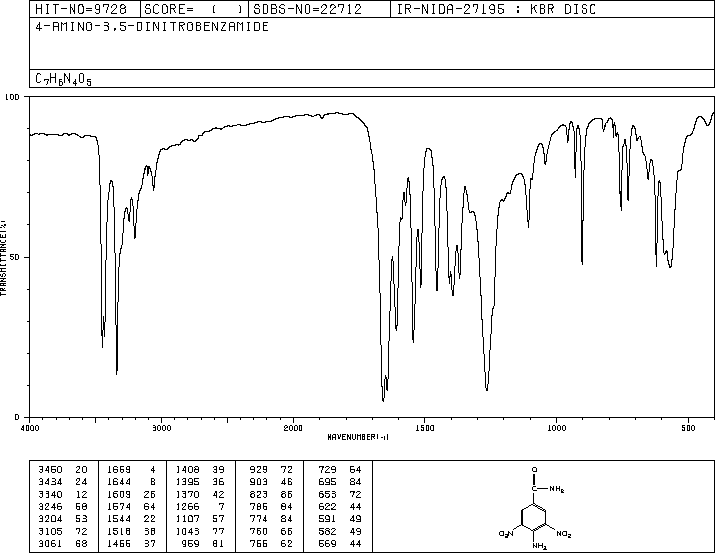 HIT-NO=9728 SCORE= ( ) SDBS-NO=22712 IR-NIDA-27195 : KBR DISC
4-AMINO-3,5-DINITROBENZAMIDE
C7H6N4O5
100
TRANSMITTANCE(%)
50
0
4000 3000 2000 1500 1000 500
WAVENUMBER(-1)
3460 20 1659 4 1408 39 929 72 729 64
3434 24 1644 8 1395 36 903 46 695 84
3340 12 1609 26 1370 42 823 86 653 72
3246 60 1574 64 1266 7 786 84 622 44
3204 53 1544 22 1107 57 774 84 591 49
3105 72 1518 38 1043 77 760 66 582 49
3061 68 1456 37 959 81 756 62 569 44
O
C NH2
NO2 NO2
NH2